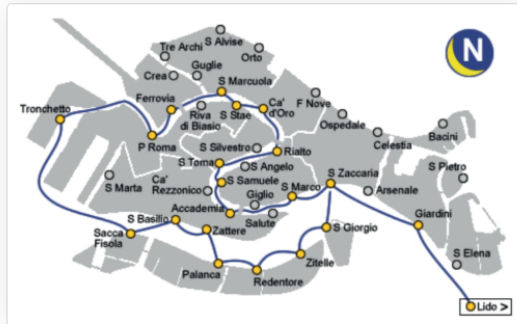 S Alvise
Tre Archi
Orto
Guglie
Crea
S Marcuola
N
Tronchetto
Ferrovia
Riva
di Biasio
S Stae
Ca'
d'Oro
F Nove
Ospedale
Bacini
P Roma
S Silvestro
Rialto
Celestia
S Toma
S Angelo
S Zaccaria
S Pietro
S Marta
Ca'
Rezzonico
S Samuele
S Marco
Giglio
Arsenale
S Basilio
Accademia
Salute
Giardini
Sacca
Fisola
Zattere
S Giorgio
Palanca
Redentore
Zitelle
S Elena
Lido >